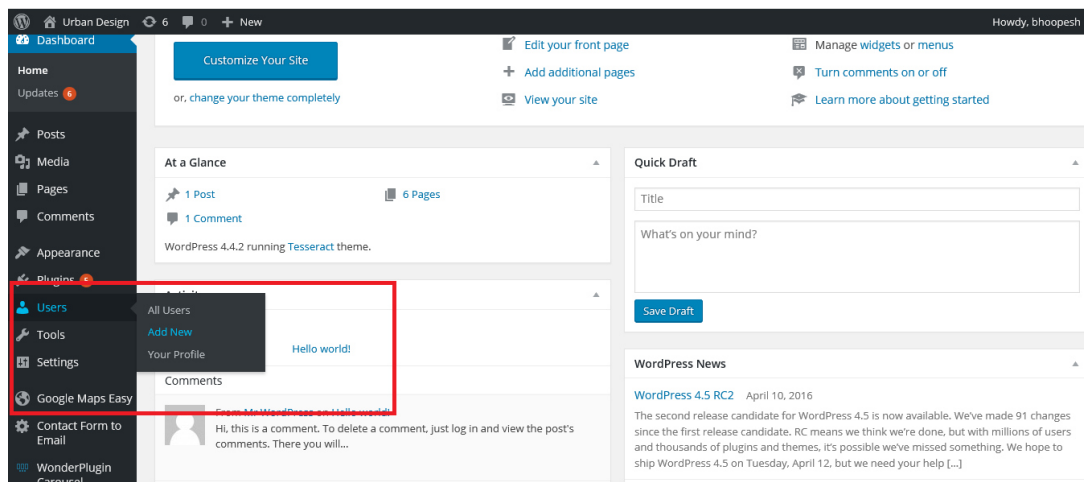 Urban Design 6 0 + New Howdy, bhoopesh
Dashboard
Home
Updates 6
Posts
Media
Pages
Comments
Appearance
Plugins 5
Users
Tools
Settings
Google Maps Easy
Contact Form to
Email
WonderPlugin
Carousel
All Users
Add New
Your Profile
Customize Your Site
or, change your theme completely
Edit your front page
Add additional pages
View your site
Manage widgets or menus
Turn comments on or off
Learn more about getting started
At a Glance
1 Post
6 Pages
1 Comment
WordPress 4.4.2 running Tesseract theme.
Hello world!
Comments
From Mr WordPress on Hello world!
Hi, this is a comment. To delete a comment, just log in and view the post's
comments. There you will...
Quick Draft
Title
What's on your mind?
Save Draft
WordPress News
WordPress 4.5 RC2 April 10, 2016
The second release candidate for WordPress 4.5 is now available. We've made 91 changes
since the first release candidate. RC means we think we're done, but with millions of users
and thousands of plugins and themes, it's possible we've missed something. We hope to
ship WordPress 4.5 on Tuesday, April 12, but we need your help [...]